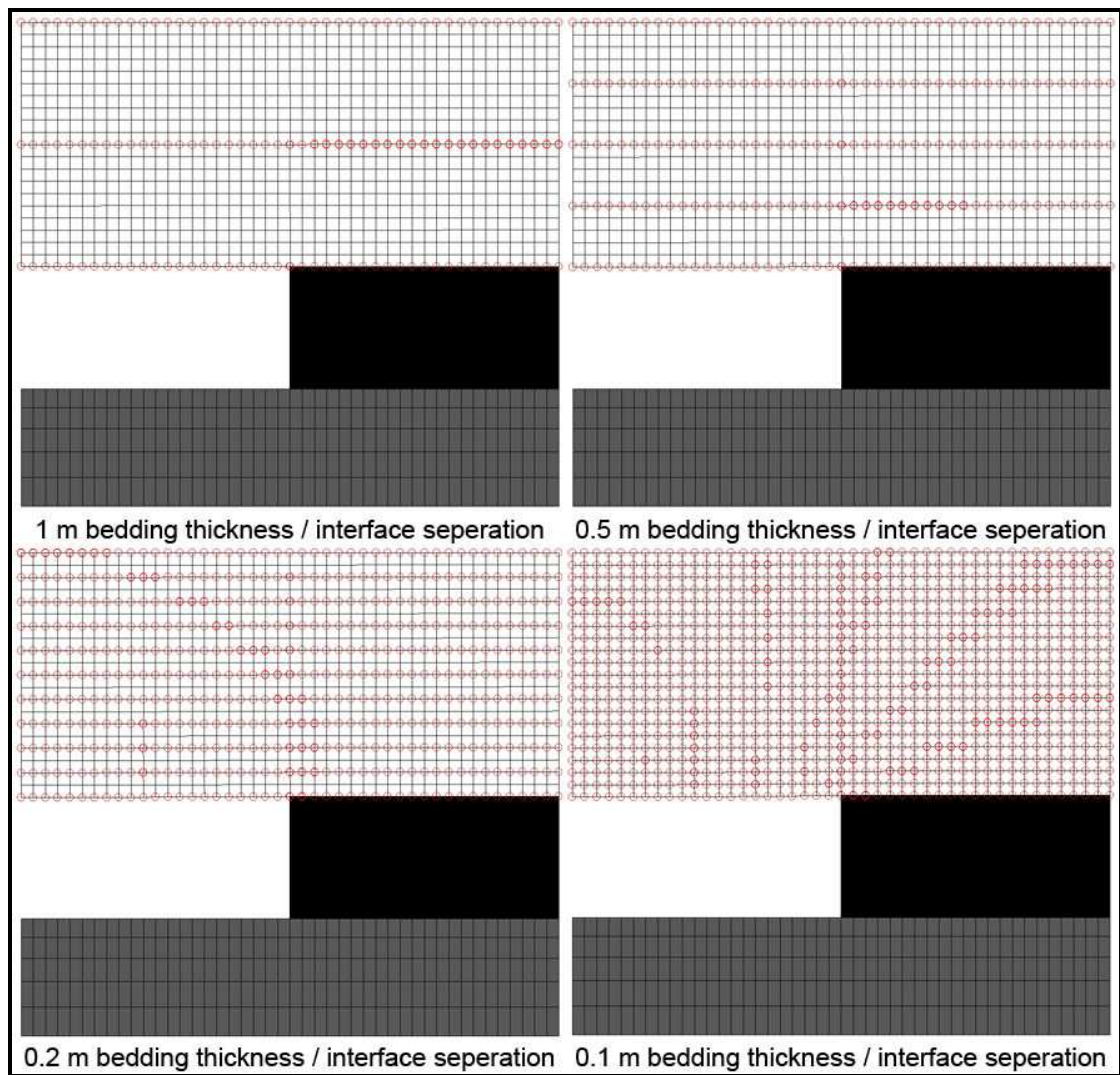 1 m bedding thickness / interface seperation
0.5 m bedding thickness / interface seperation
0.2 m bedding thickness / interface seperation
0.1 m bedding thickness / interface seperation